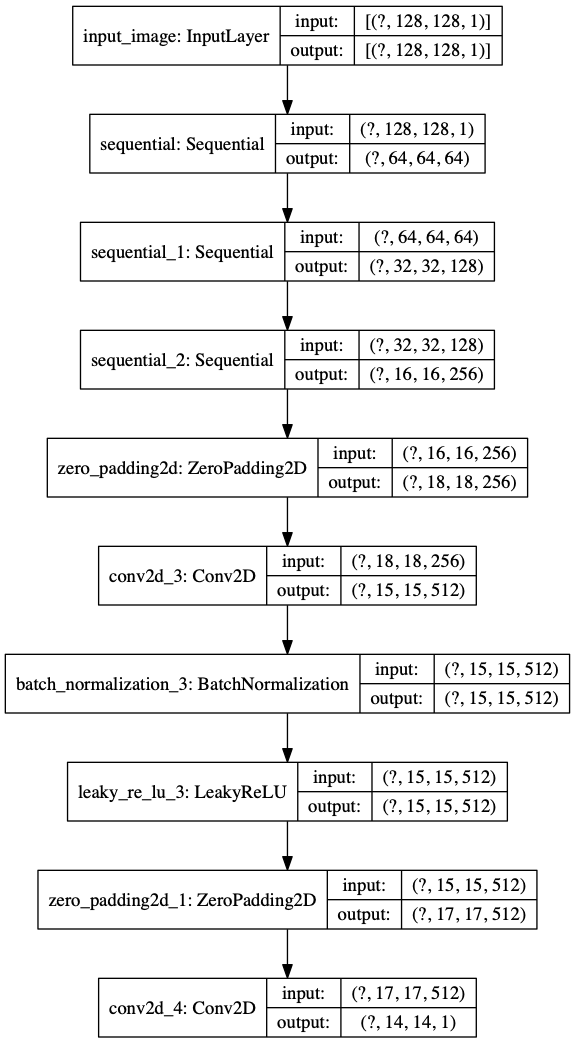 input_image: InputLayer
input: [(?, 128, 128, 1)]
output: [(?, 128, 128, 1)]
sequential: Sequential
input: (?, 128, 128, 1)
output: (?, 64, 64, 64)
sequential_1: Sequential
input: (?, 64, 64, 64)
output: (?, 32, 32, 128)
sequential_2: Sequential
input: (?, 32, 32, 128)
output: (?, 16, 16, 256)
zero_padding2d: ZeroPadding2D
input: (?, 16, 16, 256)
output: (?, 18, 18, 256)
conv2d_3: Conv2D
input: (?, 18, 18, 256)
output: (?, 15, 15, 512)
batch_normalization_3: BatchNormalization
input: (?, 15, 15, 512)
output: (?, 15, 15, 512)
leaky_re_lu_3: LeakyReLU
input: (?, 15, 15, 512)
output: (?, 15, 15, 512)
zero_padding2d_1: ZeroPadding2D
input: (?, 15, 15, 512)
output: (?, 17, 17, 512)
conv2d_4: Conv2D
input: (?, 17, 17, 512)
output: (?, 14, 14, 1)